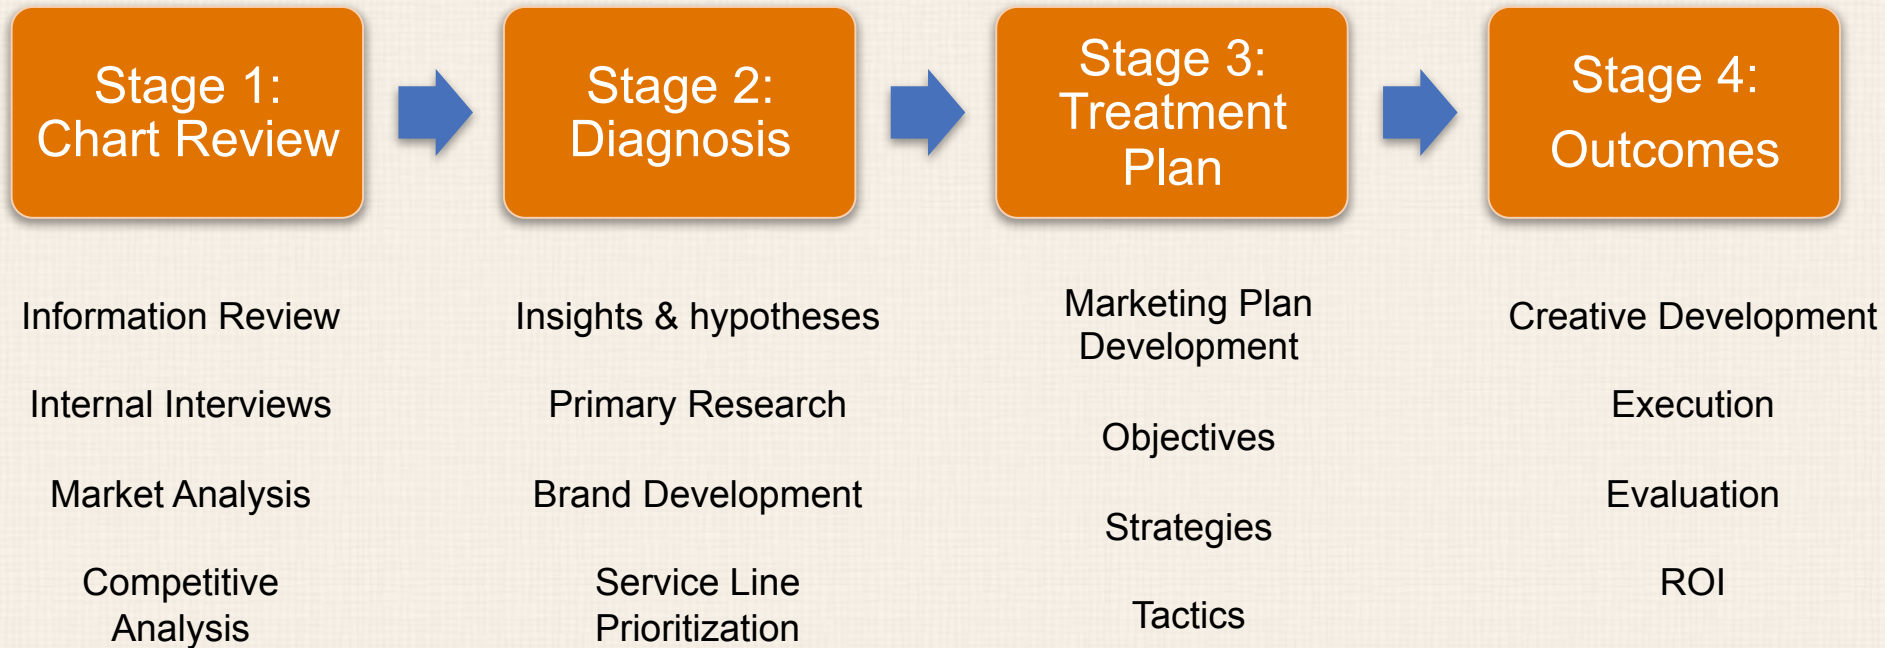 Stage 1:
Chart Review
Stage 2:
Diagnosis
Stage 3:
Treatment
Plan
Stage 4:
Outcomes
Information Review
Internal Interviews
Market Analysis
Competitive
Analysis
Insights & hypotheses
Primary Research
Brand Development
Service Line
Prioritization
Marketing Plan
Development
Objectives
Strategies
Tactics
Creative Development
Execution
Evaluation
ROI